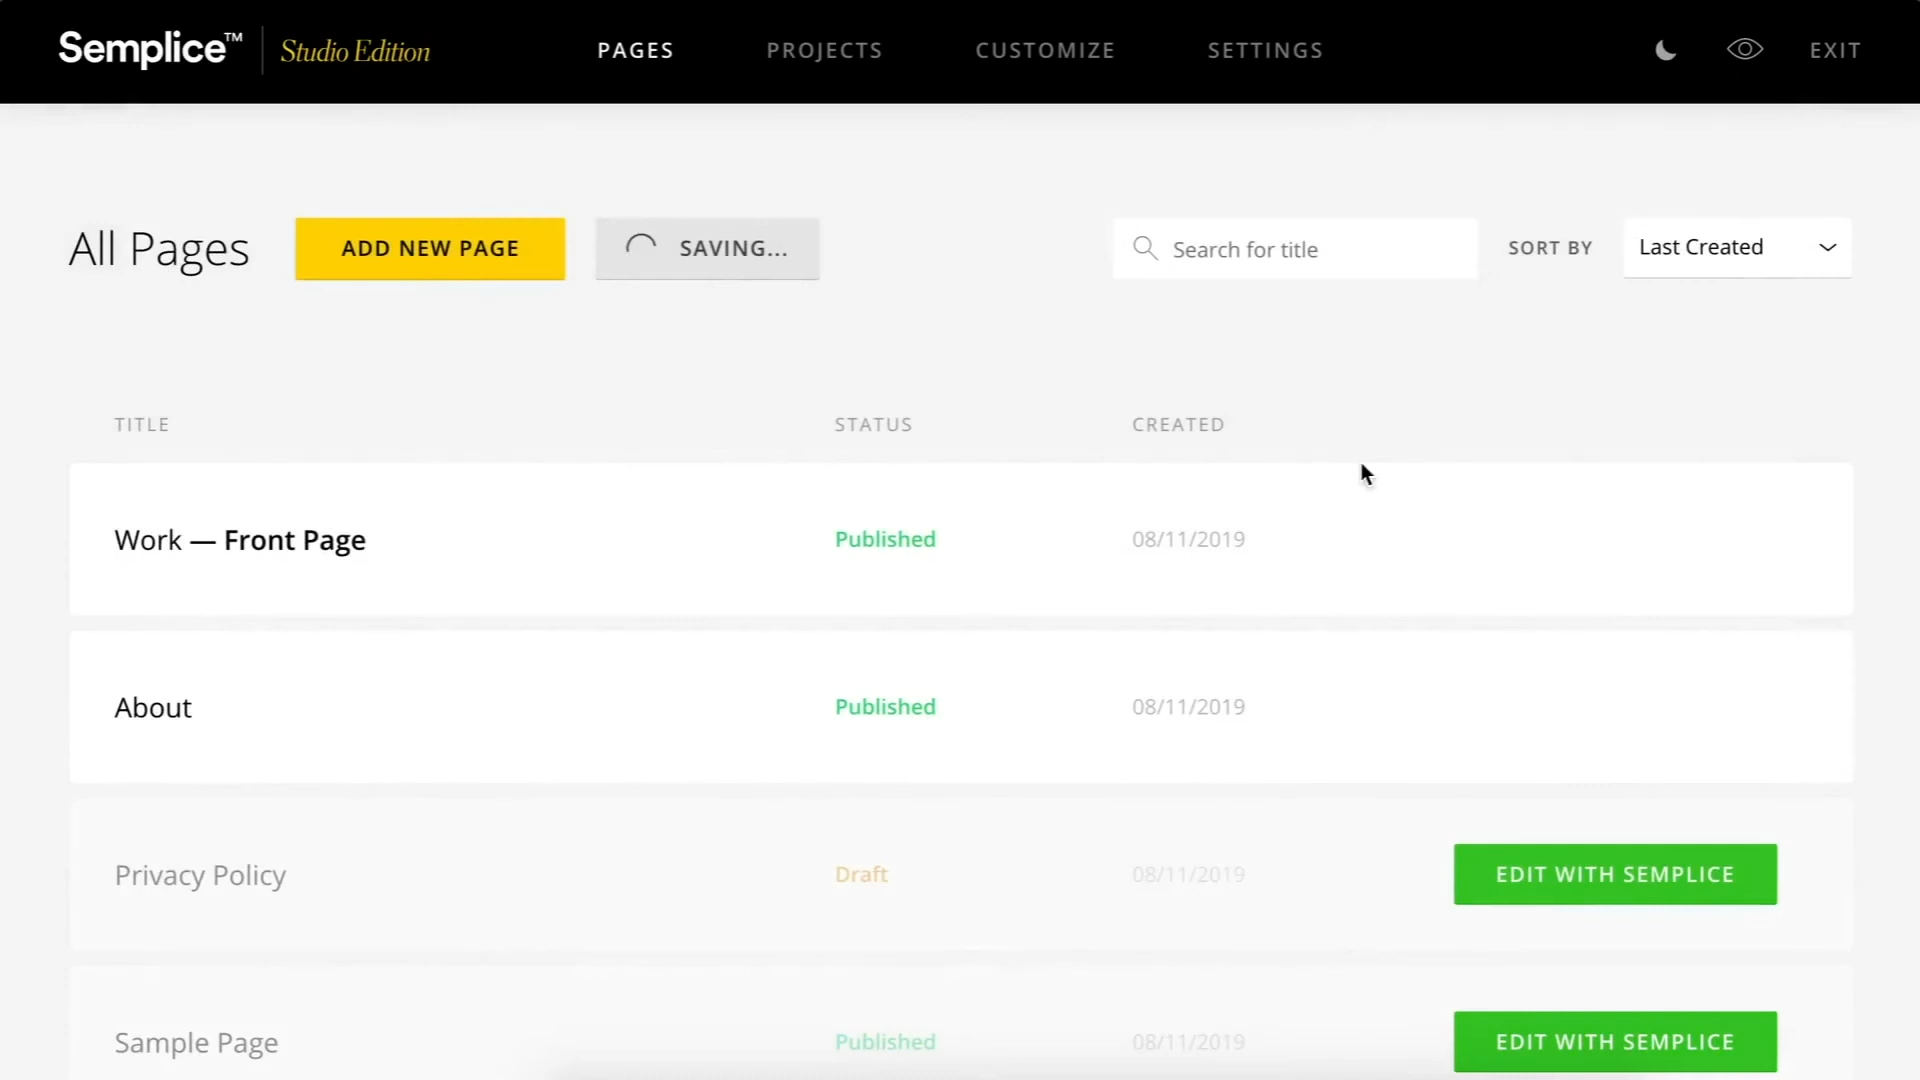 Semplice™ Studio Edition PAGES PROJECTS CUSTOMIZE SETTINGS EXIT
All Pages ADD NEW PAGE SAVING... Search for title SORT BY Last Created
TITLE STATUS CREATED
Work — Front Page Published 08/11/2019
About Published 08/11/2019
Privacy Policy Draft 08/11/2019 EDIT WITH SEMPLICE
Sample Page Published 08/11/2019 EDIT WITH SEMPLICE